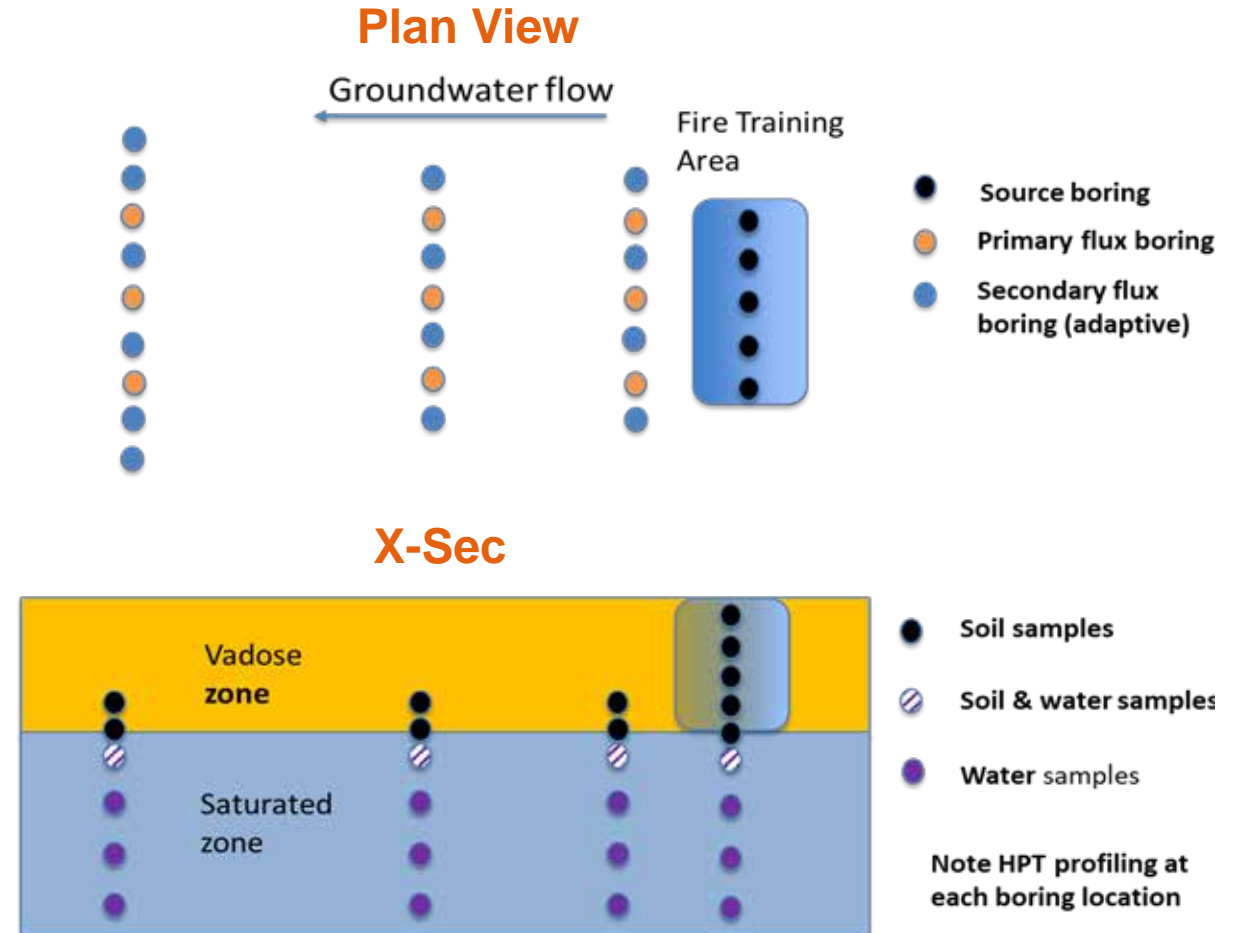 Plan View
Groundwater flow
Fire Training
Area
Source boring
Primary flux boring
Secondary flux
boring (adaptive)
X-Sec
Vadose
zone
Saturated
zone
Soil samples
Soil & water samples
Water samples
Note HPT profiling at
each boring location